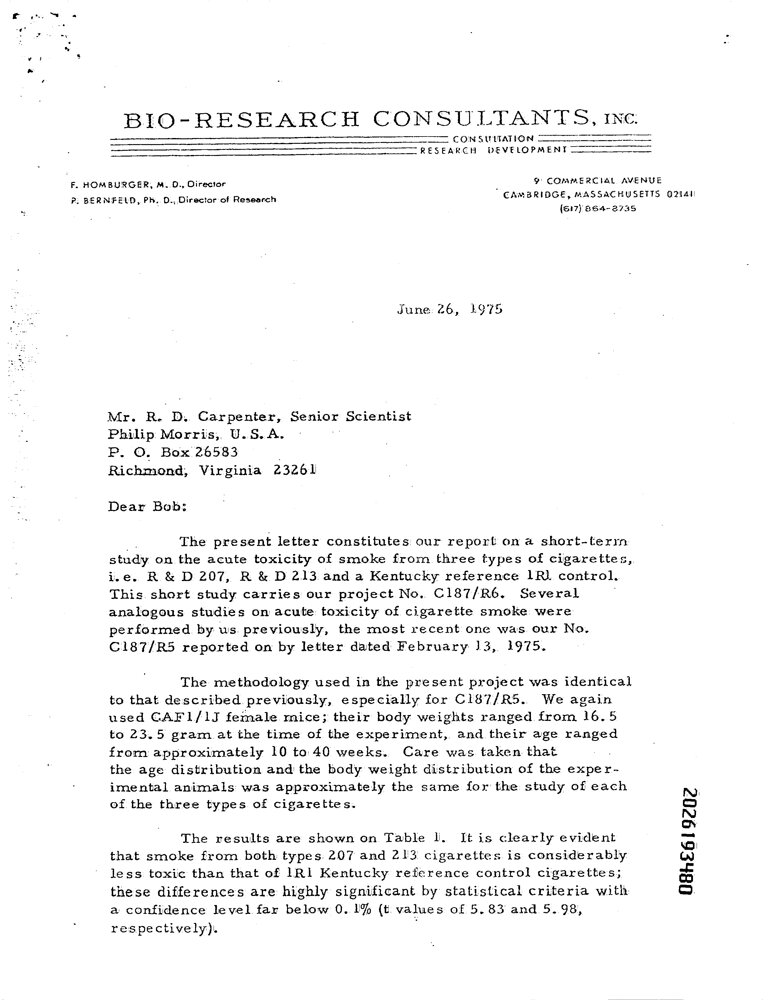 BIO-RESEARCH CONSULTANTS, INC.
CONSULTATION
RESEARCH DEVELOPMENT
F. HOMBURGER, M. D., Director
P. BERNFELD, Ph. D., Director of Research
9 COMMERCIAL AVENUE
CAMBRIDGE, MASSACHUSETTS 02141
(617) 864-8735
June 26, 1975
Mr. R. D. Carpenter, Senior Scientist
Philip Morris, U. S. A.
P. O. Box 26583
Richmond, Virginia 23261
Dear Bob:
The present letter constitutes our report on a short-term
study on the acute toxicity of smoke from three types of cigarettes,
i. e. R & D 207, R & D 213 and a Kentucky reference 1R1 control.
This short study carries our project No. C187/R6. Several
analogous studies on acute toxicity of cigarette smoke were
performed by us previously, the most recent one was our No.
C187/R5 reported on by letter dated February 13, 1975.
The methodology used in the present project was identical
to that described previously, especially for C187/R5. We again
used CAF1/1J female mice; their body weights ranged from 16. 5
to 23. 5 gram at the time of the experiment, and their age ranged
from approximately 10 to 40 weeks. Care was taken that
the age distribution and the body weight distribution of the exper-
imental animals was approximately the same for the study of each
of the three types of cigarettes.
The results are shown on Table 1. It is clearly evident
that smoke from both types 207 and 213 cigarettes is considerably
less toxic than that of 1R1 Kentucky reference control cigarettes;
these differences are highly significant by statistical criteria with
a confidence level far below 0. 1% (t values of 5. 83 and 5. 98,
respectively).
2026193480